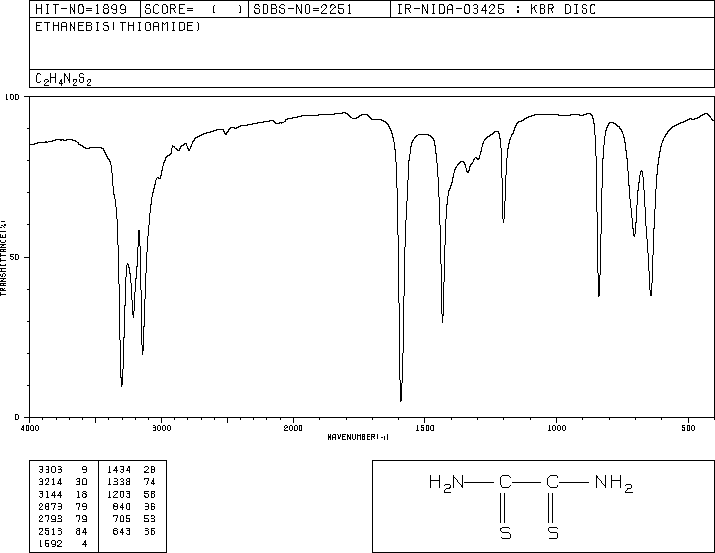 HIT-NO=1899 SCORE= ( ) SDBS-NO=2251 IR-NIDA-03425 : KBR DISC
ETHANEBIS(THIOAMIDE)
C2H4N2S2
100
50
0
TRANSMITTANCE(%)
4000 3000 2000 1500 1000 500
WAVENUMBER(-1)
3303 9 1434 28
3214 30 1338 74
3144 18 1203 58
2873 79 840 36
2793 79 705 53
2513 84 643 36
1592 4
H2N C C NH2
S S